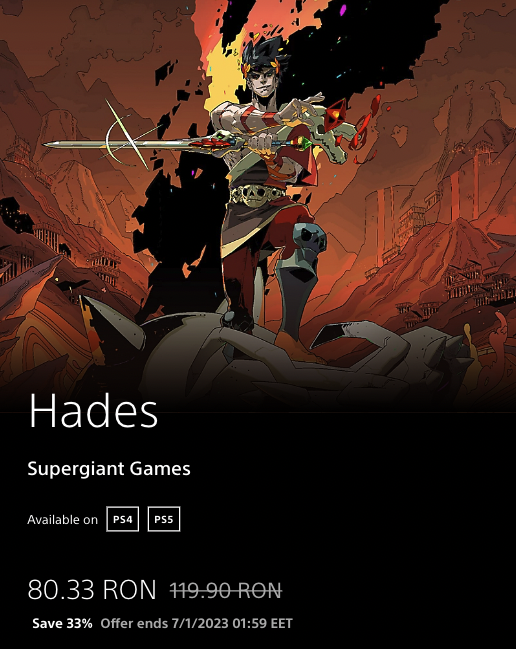 Hades
Supergiant Games
Available on PS4 PS5
80.33 RON 119.90 RON
Save 33% Offer ends 7/1/2023 01:59 EET